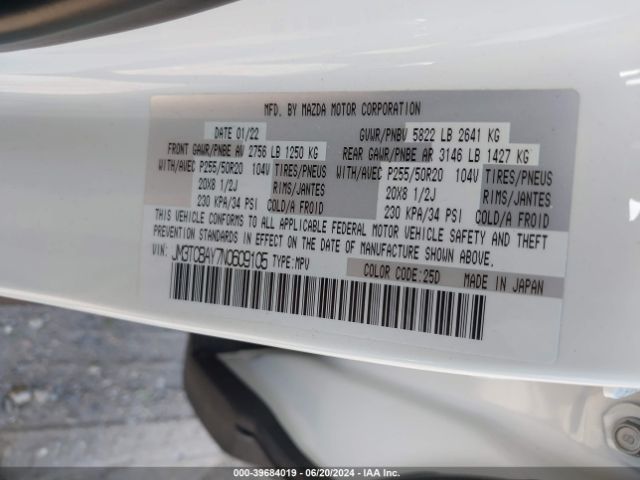 MFD. BY MAZDA MOTOR CORPORATION
DATE 01/22 GVWR/PNBV 5822 LB 2641 KG
FRONT GAWR/PNBE AV 2756 LB 1250 KG REAR GAWR/PNBE AR 3146 LB 1427 KG
WITH/AVEC P255/50R20 104V TIRES/PNEUS WITH/AVEC P255/50R20 104V TIRES/PNEUS
20X8 1/2J RIMS/JANTES 20X8 1/2J RIMS/JANTES
230 KPA/34 PSI COLD/A FROID 230 KPA/34 PSI COLD/A FROID
THIS VEHICLE CONFORMS TO ALL APPLICABLE FEDERAL MOTOR VEHICLE SAFETY AND THEFT
PREVENTION STANDARDS IN EFFECT ON THE DATE OF MANUFACTURE SHOWN ABOVE.
VIN: JM3TCBAY7N0609105 TYPE:MPV
COLOR CODE:25D MADE IN JAPAN
000-39684019 - 06/20/2024 - IAA Inc.